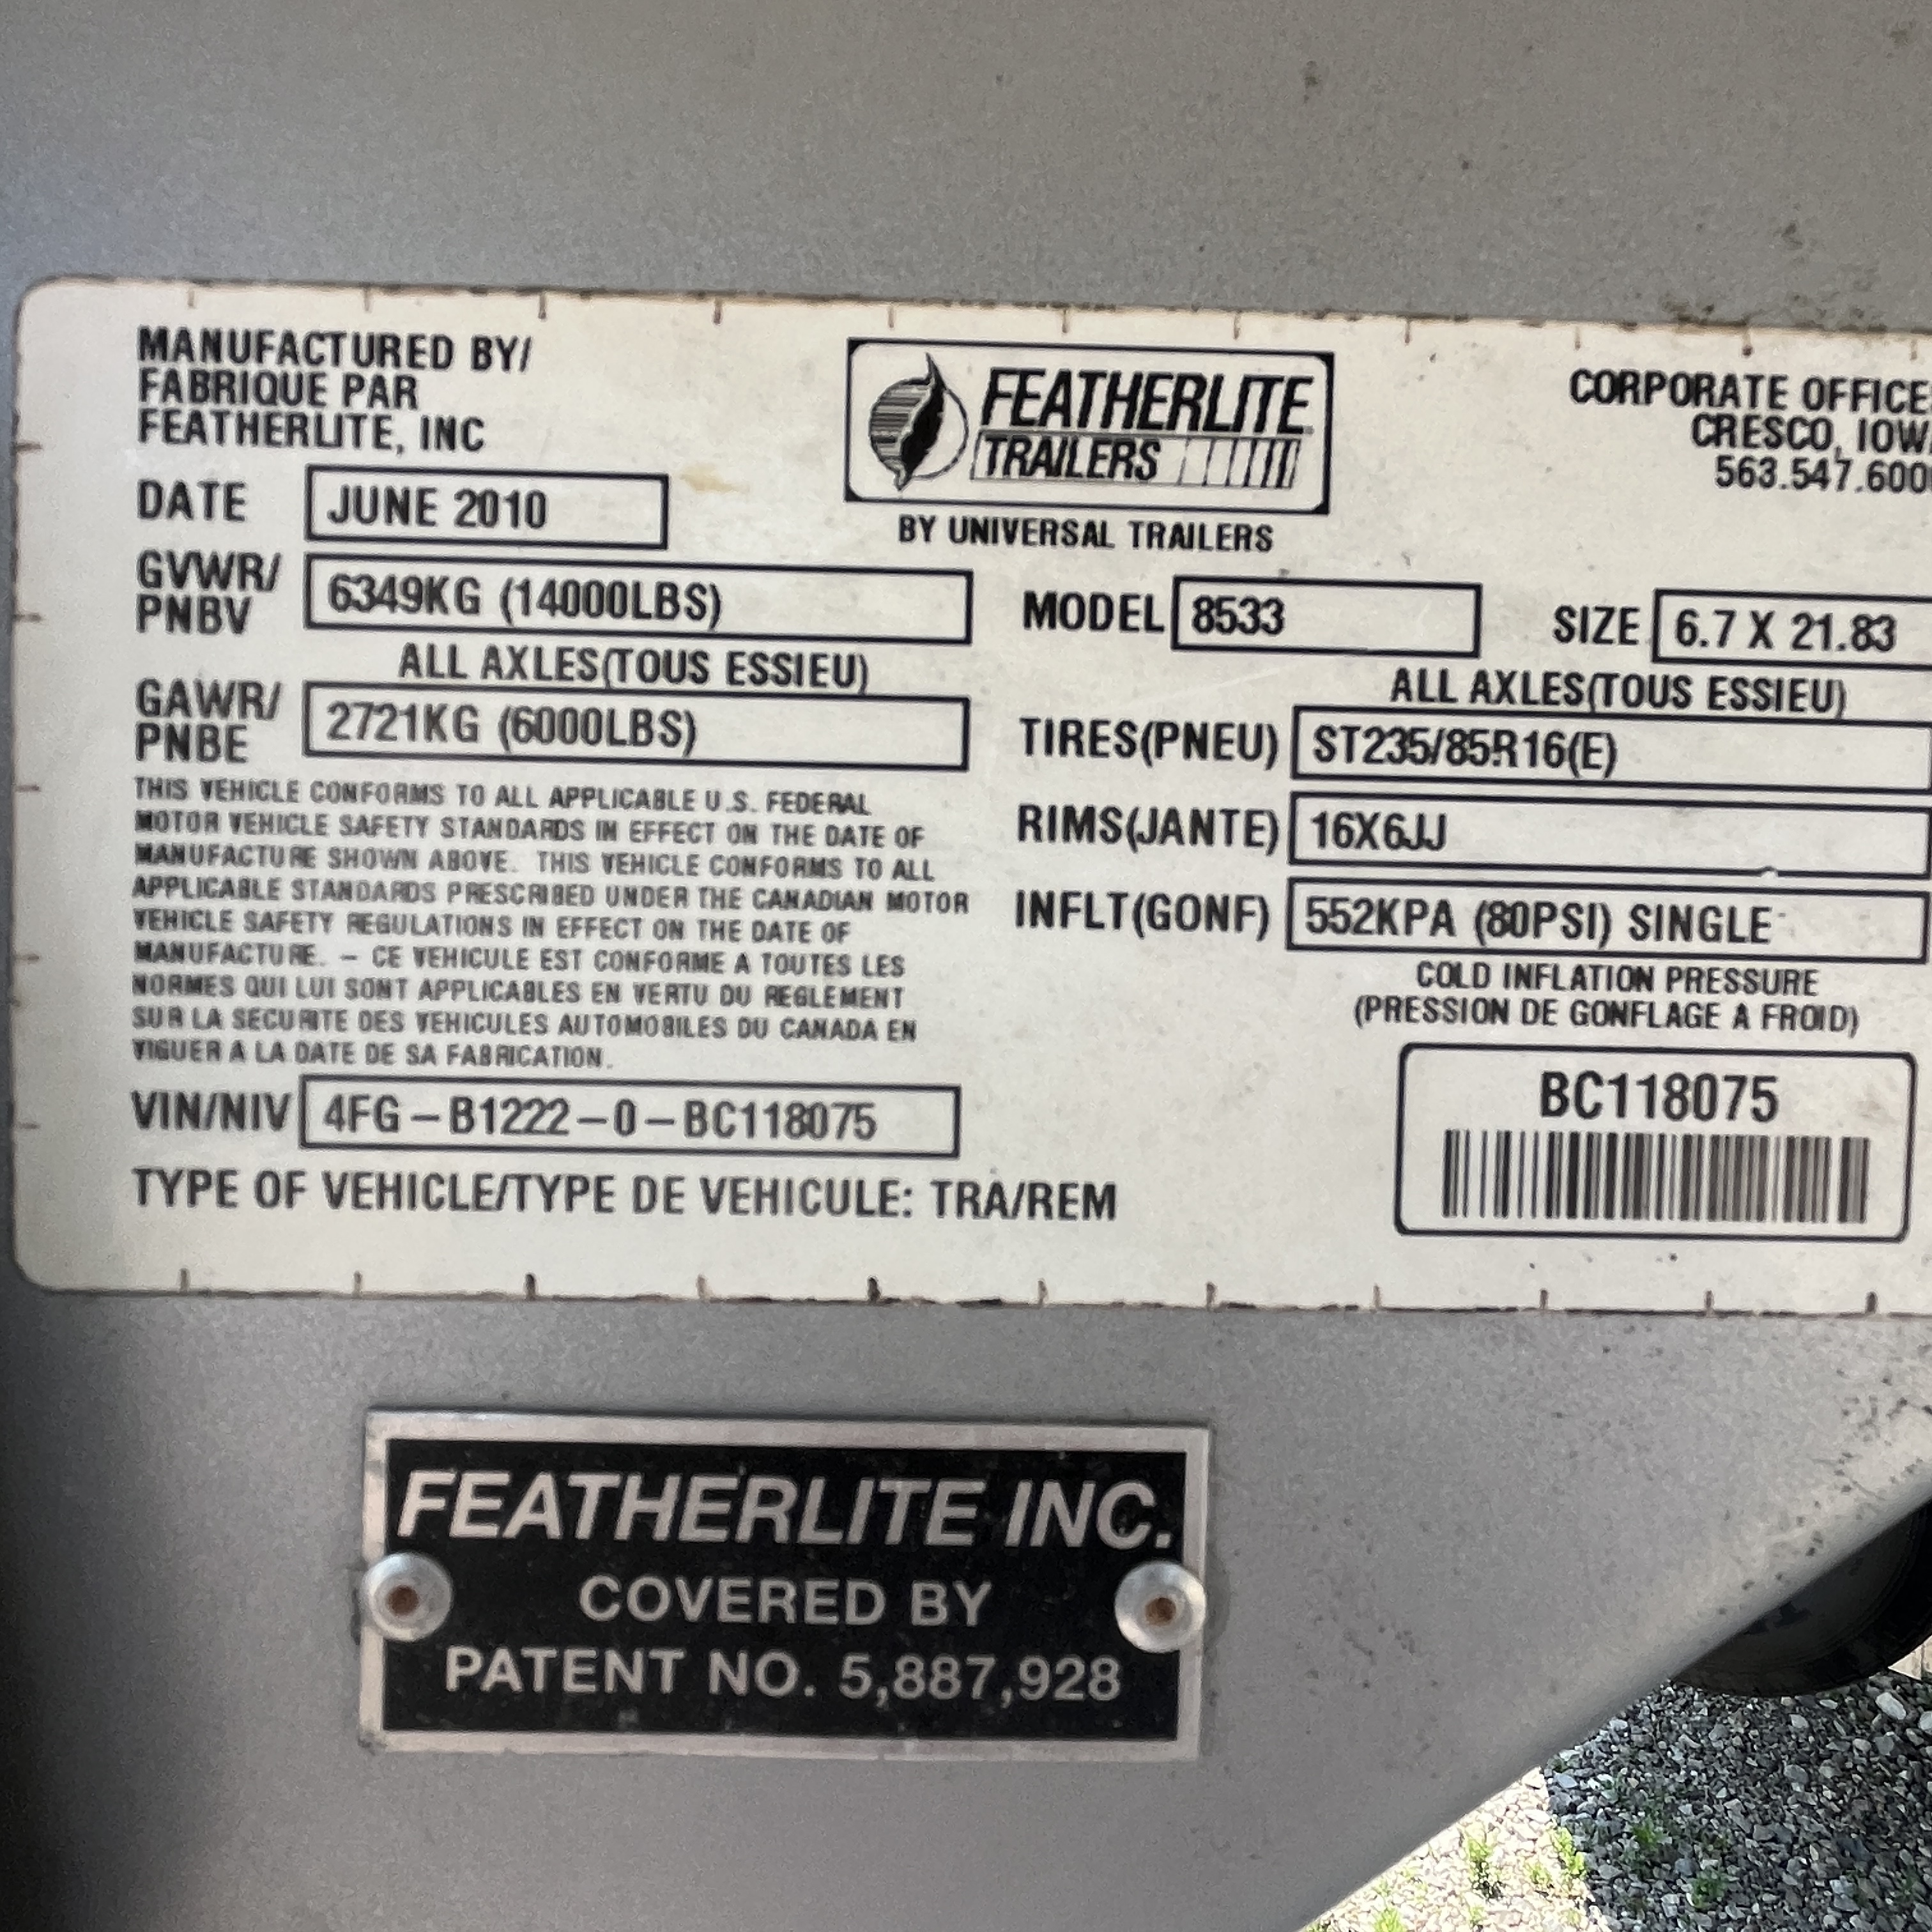 MANUFACTURED BY/
FABRIQUE PAR
FEATHERLITE, INC
FEATHERLITE
TRAILERS
BY UNIVERSAL TRAILERS
CORPORATE OFFICE
CRESCO, IOW
563.547.600
DATE JUNE 2010
GVWR/
PNBV 6349KG (14000LBS)
MODEL 8533 SIZE 6.7 X 21.83
ALL AXLES(TOUS ESSIEU)
GAWR/
PNBE 2721KG (6000LBS)
ALL AXLES(TOUS ESSIEU)
TIRES(PNEU) ST235/85R16(E)
RIMS(JANTE) 16X6JJ
INFLT(GONF) 552KPA (80PSI) SINGLE
COLD INFLATION PRESSURE
(PRESSION DE GONFLAGE A FROID)
THIS VEHICLE CONFORMS TO ALL APPLICABLE U.S. FEDERAL
MOTOR VEHICLE SAFETY STANDARDS IN EFFECT ON THE DATE OF
MANUFACTURE SHOWN ABOVE. THIS VEHICLE CONFORMS TO ALL
APPLICABLE STANDARDS PRESCRIBED UNDER THE CANADIAN MOTOR
VEHICLE SAFETY REGULATIONS IN EFFECT ON THE DATE OF
MANUFACTURE. – CE VEHICULE EST CONFORME A TOUTES LES
NORMES QUI LUI SONT APPLICABLES EN VERTU DU REGLEMENT
SUR LA SECURITE DES VEHICULES AUTOMOBILES DU CANADA EN
VIGUER A LA DATE DE SA FABRICATION.
VIN/NIV 4FG – B1222 – 0 – BC118075
BC118075
TYPE OF VEHICLE/TYPE DE VEHICULE: TRA/REM
FEATHERLITE INC.
COVERED BY
PATENT NO. 5,887,928